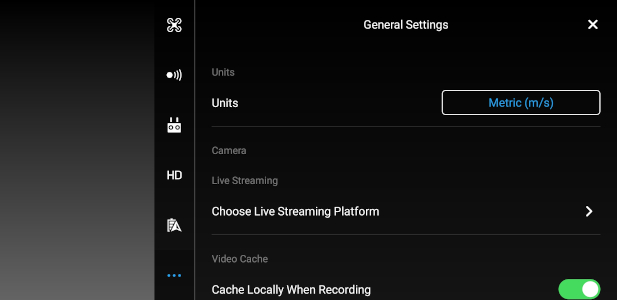 General Settings
Units
Units
Metric (m/s)
Camera
HD
Live Streaming
Choose Live Streaming Platform
Video Cache
Cache Locally When Recording